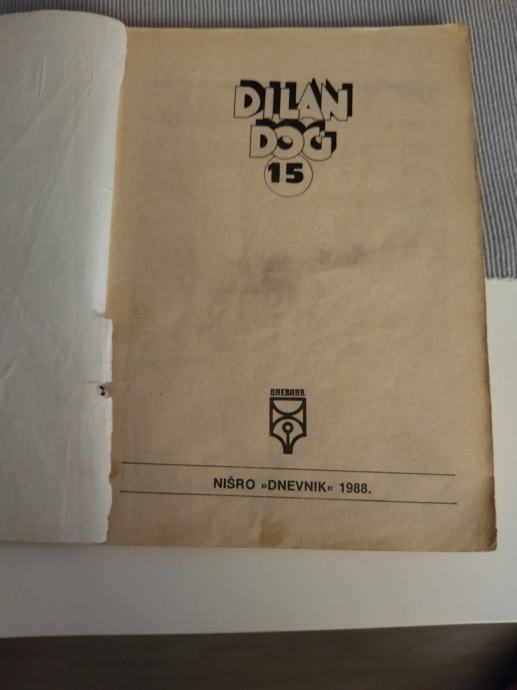 DILAN
DOG
15
DNEVNIK
NIŠRO »DNEVNIK« 1988.